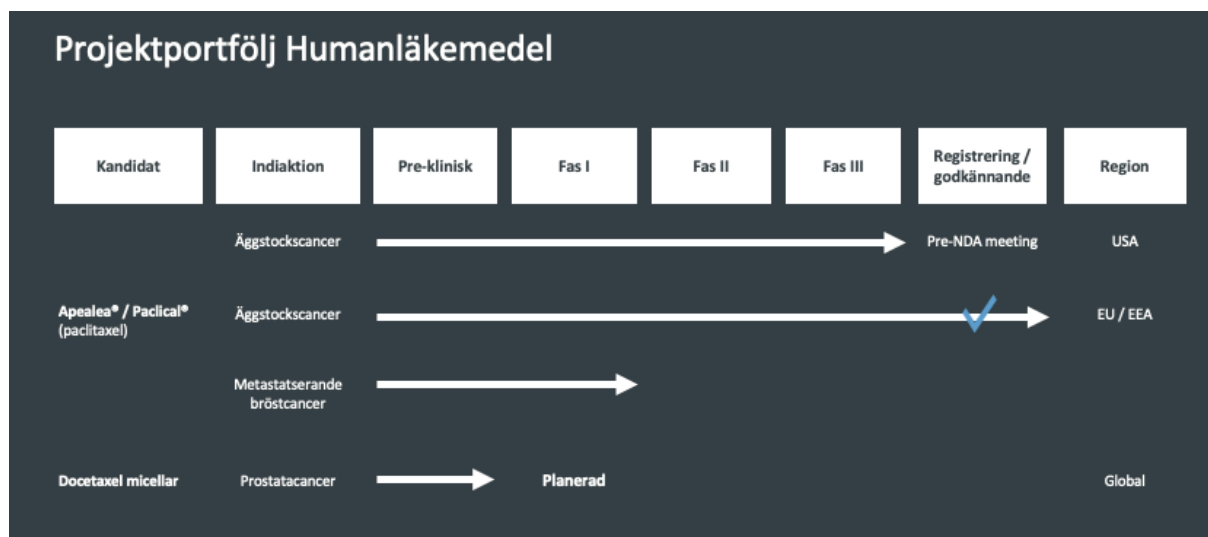 Projektportfölj Humanläkemedel
Kandidat
Indiaktion
Pre-klinisk
Fas I
Fas II
Fas III
Registrering /
godkännande
Region
Äggstockscancer
Pre-NDA meeting
USA
Apealea® / Paclical®
(paclitaxel)
Äggstockscancer
EU / EEA
Metastatserande
bröstcancer
Docetaxel micellar
Prostatacancer
Planerad
Global